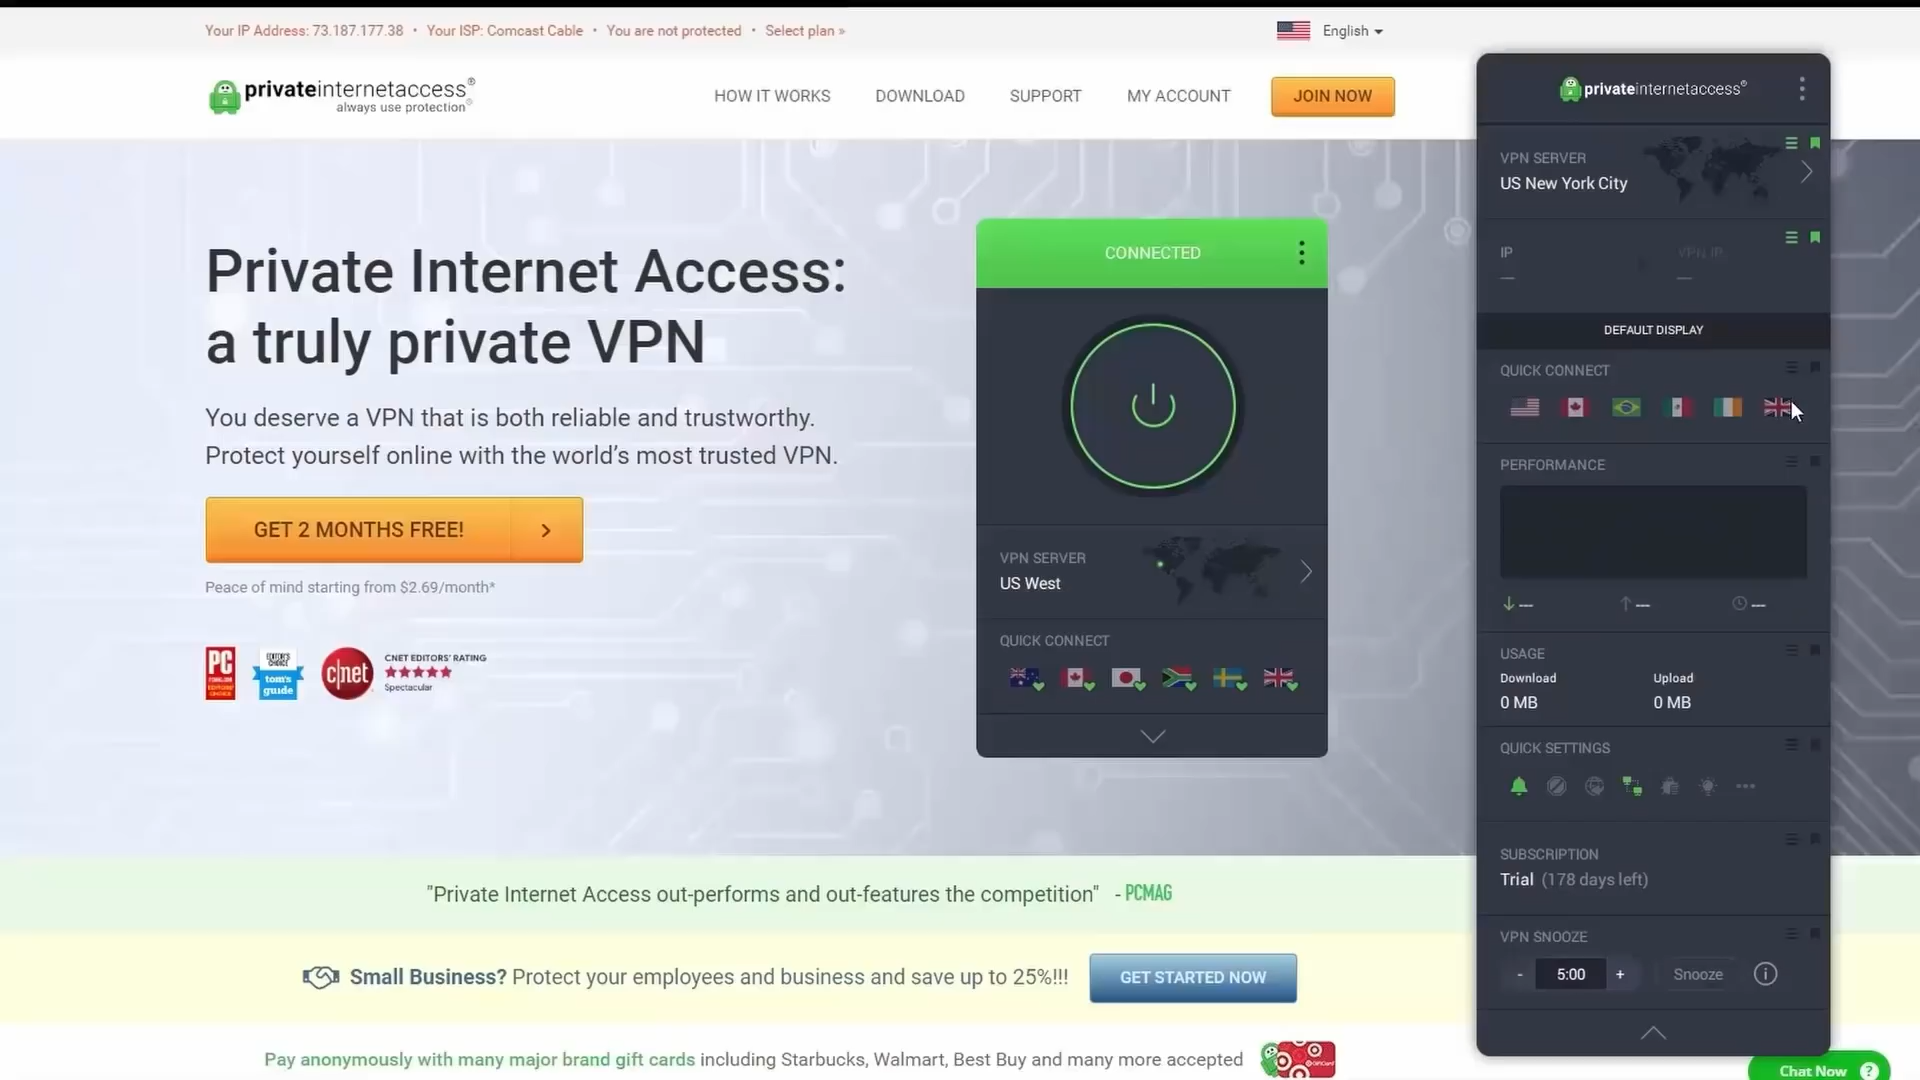 Your IP Address: 73.187.177.38 • Your ISP: Comcast Cable • You are not protected • Select plan »
English
privateinternetaccess®
always use protection®
HOW IT WORKS
DOWNLOAD
SUPPORT
MY ACCOUNT
JOIN NOW
Private Internet Access:
a truly private VPN
You deserve a VPN that is both reliable and trustworthy.
Protect yourself online with the world's most trusted VPN.
GET 2 MONTHS FREE!
Peace of mind starting from $2.69/month*
PC
EDITOR'S
CHOICE
tom's
guide
c|net
CNET EDITORS' RATING
Spectacular
CONNECTED
VPN SERVER
US West
QUICK CONNECT
"Private Internet Access out-performs and out-features the competition" - PCMAG
Small Business? Protect your employees and business and save up to 25%!!!
GET STARTED NOW
Pay anonymously with many major brand gift cards including Starbucks, Walmart, Best Buy and many more accepted
privateinternetaccess®
VPN SERVER
US New York City
IP
VPN IP
DEFAULT DISPLAY
QUICK CONNECT
PERFORMANCE
USAGE
Download
Upload
0 MB
0 MB
QUICK SETTINGS
SUBSCRIPTION
Trial (178 days left)
VPN SNOOZE
- 5:00 +
Snooze
Chat Now ?